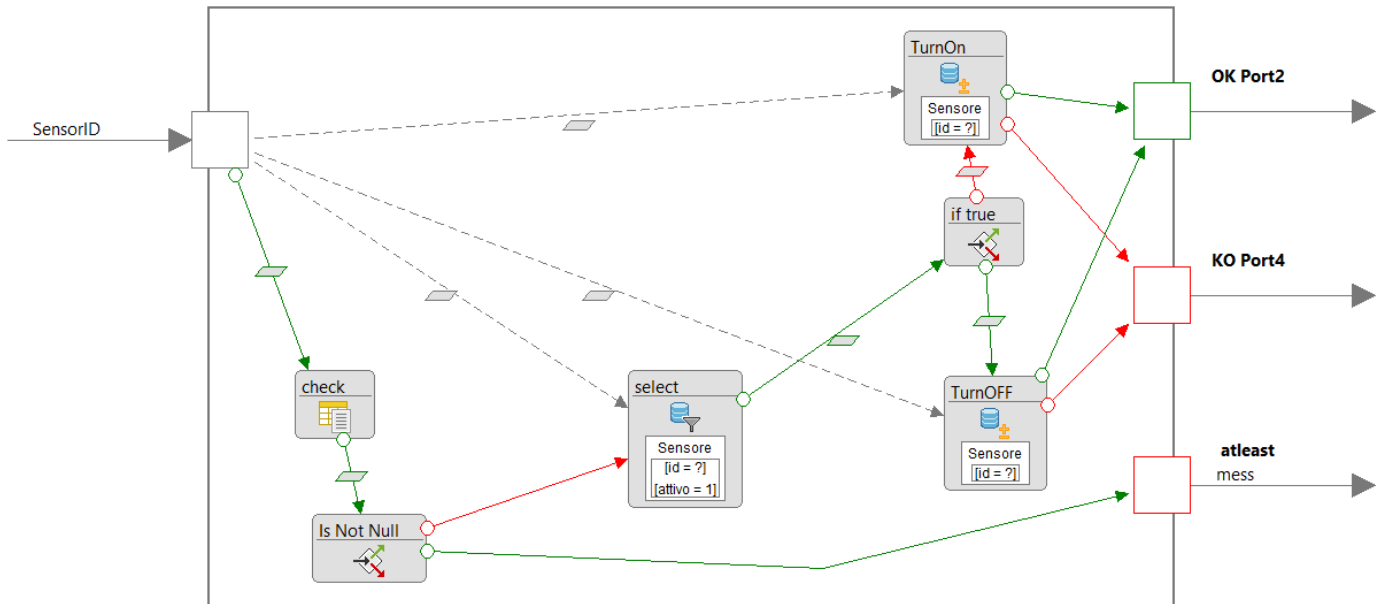 TurnOn
Sensore
[id = ?]
OK Port2
SensorID
if true
KO Port4
check
select
Sensore
[id = ?]
[attivo = 1]
TurnOFF
Sensore
[id = ?]
atleast
mess
Is Not Null